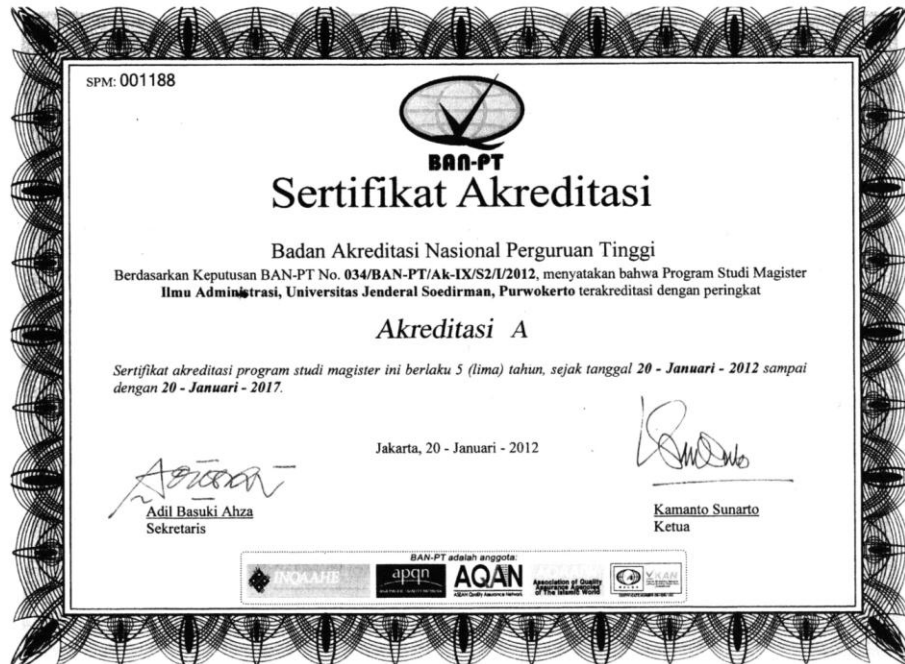 SPM: 001188
BAN-PT
Sertifikat Akreditasi
Badan Akreditasi Nasional Perguruan Tinggi
Berdasarkan Keputusan BAN-PT No. 034/BAN-PT/Ak-IX/S2/I/2012, menyatakan bahwa Program Studi Magister
Ilmu Administrasi, Universitas Jenderal Soedirman, Purwokerto terakreditasi dengan peringkat
Akreditasi A
Sertifikat akreditasi program studi magister ini berlaku 5 (lima) tahun, sejak tanggal 20 - Januari - 2012 sampai
dengan 20 - Januari - 2017.
Jakarta, 20 - Januari - 2012
Adil Basuki Ahza
Sekretaris
Kamanto Sunarto
Ketua
BAN-PT adalah anggota:
INQAAHE
apqn
AQAN
ASEAN Quality Assurance Network
Association of Quality
Assurance Agencies
of The Islamic World